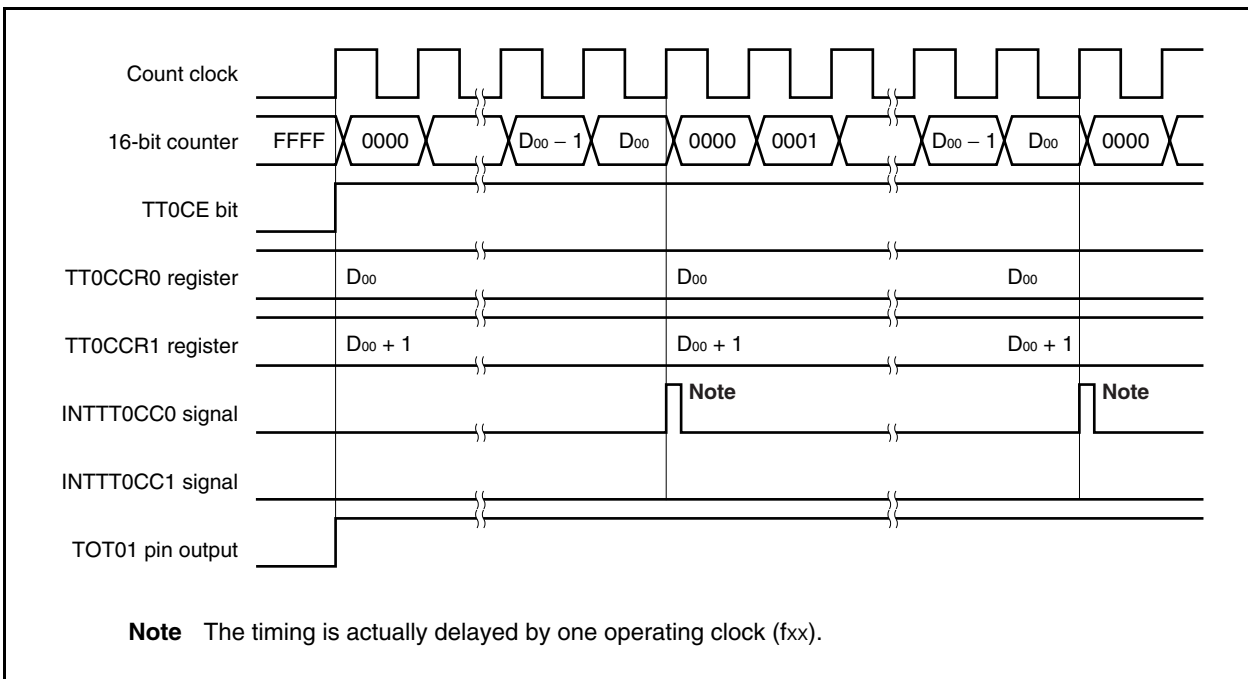 Count clock
16-bit counter FFFF 0000 D00 − 1 D00 0000 0001 D00 − 1 D00 0000
TT0CE bit
TT0CCR0 register D00 D00 D00
TT0CCR1 register D00 + 1 D00 + 1 D00 + 1
INTTT0CC0 signal Note Note
INTTT0CC1 signal
TOT01 pin output
Note The timing is actually delayed by one operating clock (fxx).